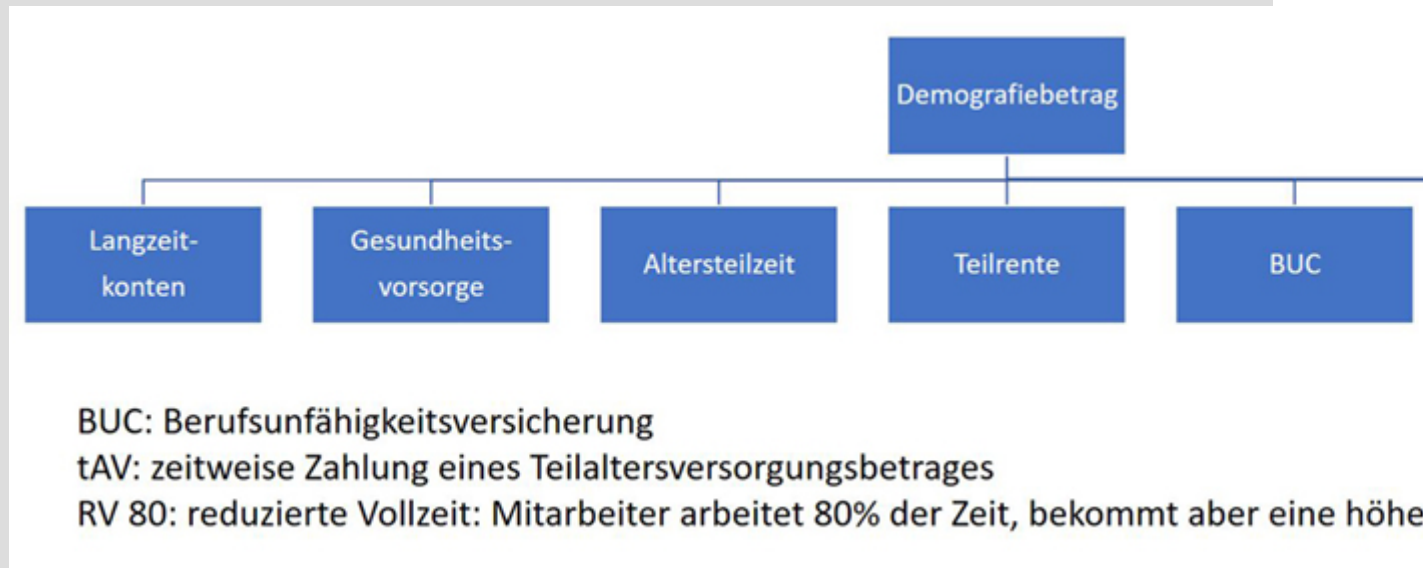 Demografiebetrag
Langzeit-
konten
Gesundheits-
vorsorge
Altersteilzeit
Teilrente
BUC
BUC: Berufsunfähigkeitsversicherung
tAV: zeitweise Zahlung eines Teilaltersversorgungsbetrages
RV 80: reduzierte Vollzeit: Mitarbeiter arbeitet 80% der Zeit, bekommt aber eine höhe